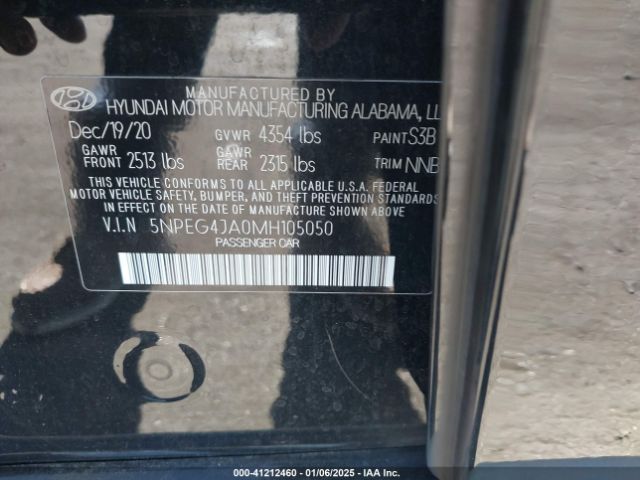 MANUFACTURED BY
HYUNDAI MOTOR MANUFACTURING ALABAMA, LL
Dec/19/20 GVWR 4354 lbs PAINT S3B
GAWR FRONT 2513 lbs GAWR REAR 2315 lbs TRIM NNB
THIS VEHICLE CONFORMS TO ALL APPLICABLE U.S.A. FEDERAL
MOTOR VEHICLE SAFETY, BUMPER, AND THEFT PREVENTION STANDARDS
IN EFFECT ON THE DATE OF MANUFACTURE SHOWN ABOVE.
V.I.N 5NPEG4JA0MH105050
PASSENGER CAR
000-41212460 - 01/06/2025 - IAA Inc.